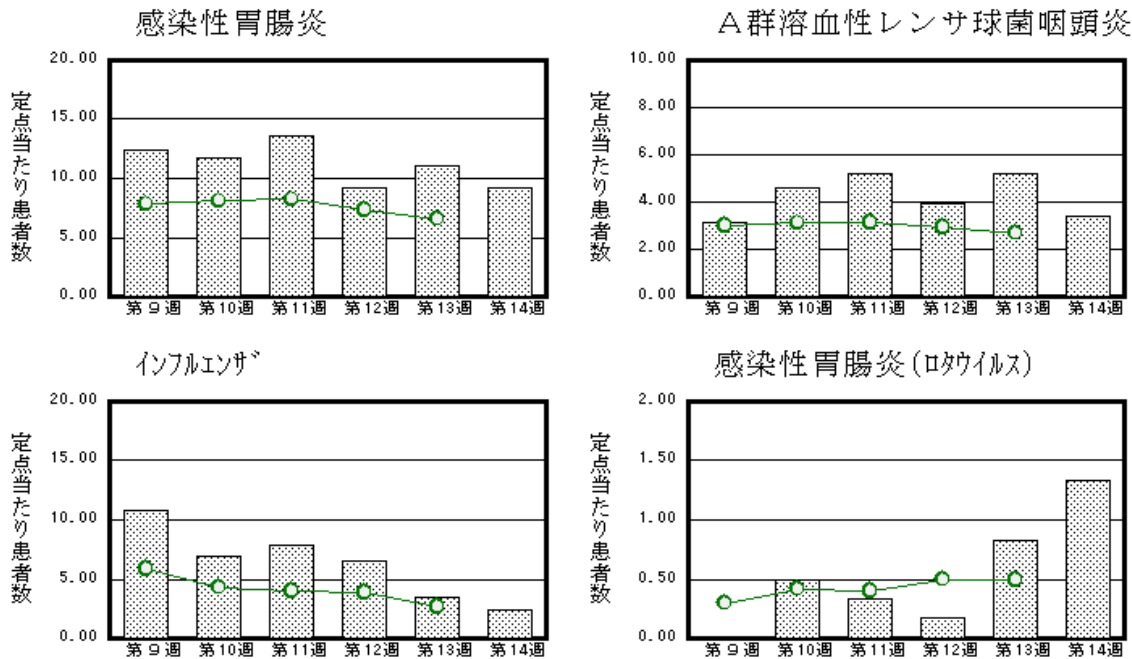 感染性胃腸炎
定点当たり患者数
20.00
15.00
10.00
5.00
0.00
第9週 第10週 第11週 第12週 第13週 第14週
A群溶血性レンサ球菌咽頭炎
定点当たり患者数
10.00
8.00
6.00
4.00
2.00
0.00
第9週 第10週 第11週 第12週 第13週 第14週
インフルエンザ
定点当たり患者数
20.00
15.00
10.00
5.00
0.00
第9週 第10週 第11週 第12週 第13週 第14週
感染性胃腸炎(ロタウイルス)
定点当たり患者数
2.00
1.50
1.00
0.50
0.00
第9週 第10週 第11週 第12週 第13週 第14週